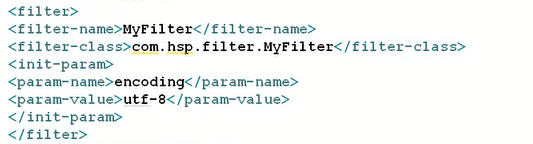 <filter>
<filter-name>MyFilter</filter-name>
<filter-class>com.hsp.filter.MyFilter</filter-class>
<init-param>
<param-name>encoding</param-name>
<param-value>utf-8</param-value>
</init-param>
</filter>